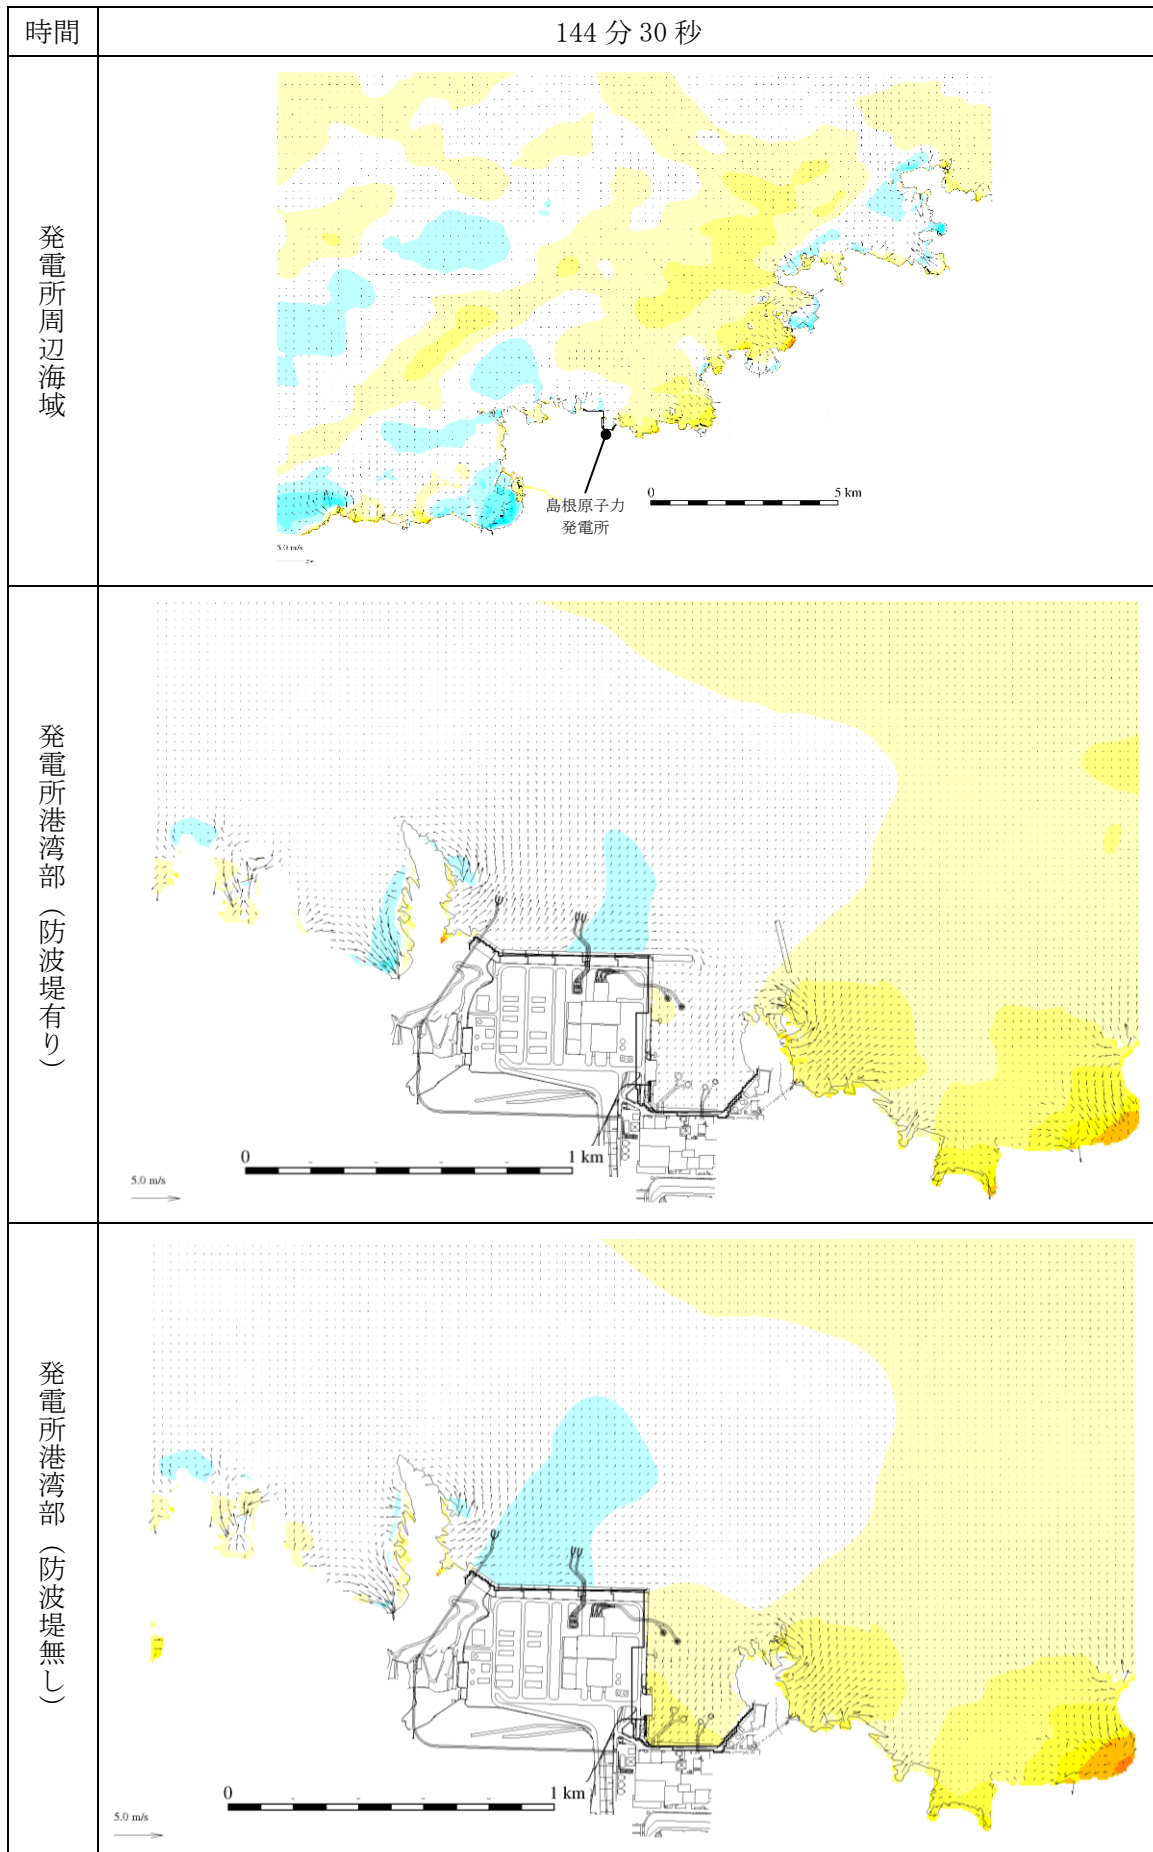 時間
144 分 30 秒
発電所周辺海域
島根原子力
発電所
0
5 km
5.0 m/s
発電所港湾部（防波堤有り）
0
1 km
5.0 m/s
発電所港湾部（防波堤無し）
0
1 km
5.0 m/s